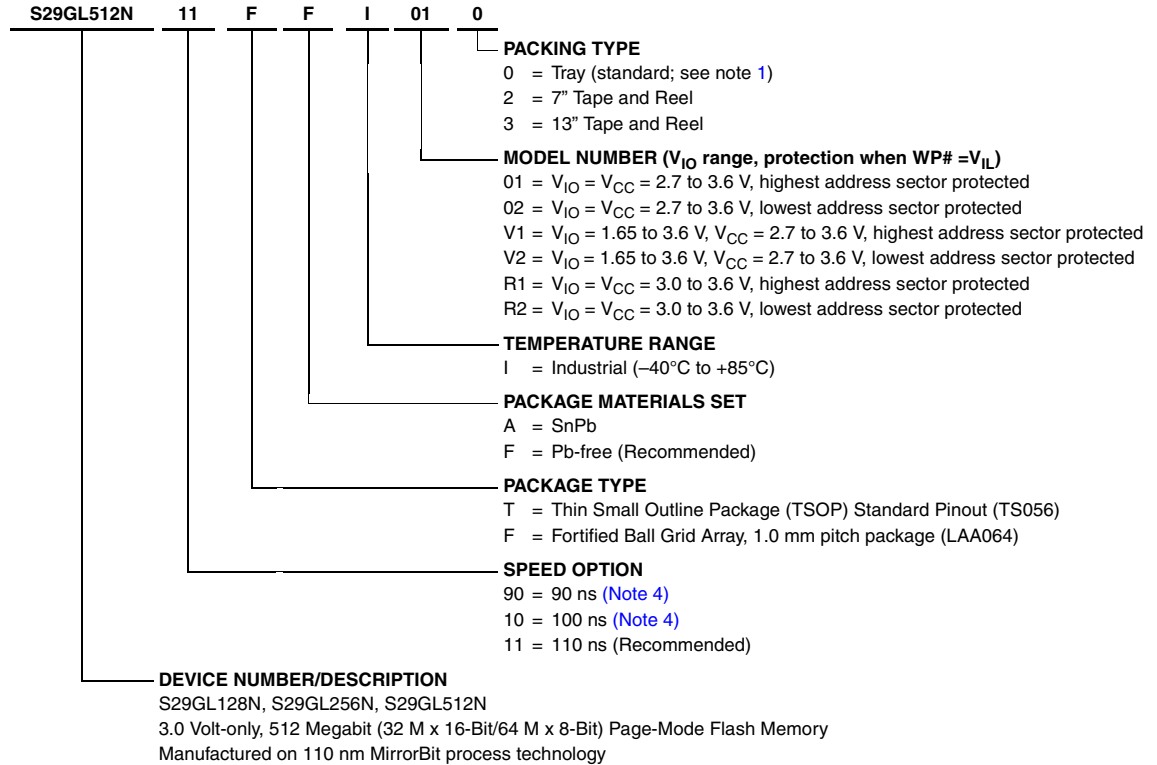 S29GL512N 11 F F I 01 0
PACKING TYPE
0 = Tray (standard; see note 1)
2 = 7” Tape and Reel
3 = 13” Tape and Reel
MODEL NUMBER (VIO range, protection when WP# =VIL)
01 = VIO = VCC = 2.7 to 3.6 V, highest address sector protected
02 = VIO = VCC = 2.7 to 3.6 V, lowest address sector protected
V1 = VIO = 1.65 to 3.6 V, VCC = 2.7 to 3.6 V, highest address sector protected
V2 = VIO = 1.65 to 3.6 V, VCC = 2.7 to 3.6 V, lowest address sector protected
R1 = VIO = VCC = 3.0 to 3.6 V, highest address sector protected
R2 = VIO = VCC = 3.0 to 3.6 V, lowest address sector protected
TEMPERATURE RANGE
I = Industrial (–40°C to +85°C)
PACKAGE MATERIALS SET
A = SnPb
F = Pb-free (Recommended)
PACKAGE TYPE
T = Thin Small Outline Package (TSOP) Standard Pinout (TS056)
F = Fortified Ball Grid Array, 1.0 mm pitch package (LAA064)
SPEED OPTION
90 = 90 ns (Note 4)
10 = 100 ns (Note 4)
11 = 110 ns (Recommended)
DEVICE NUMBER/DESCRIPTION
S29GL128N, S29GL256N, S29GL512N
3.0 Volt-only, 512 Megabit (32 M x 16-Bit/64 M x 8-Bit) Page-Mode Flash Memory
Manufactured on 110 nm MirrorBit process technology